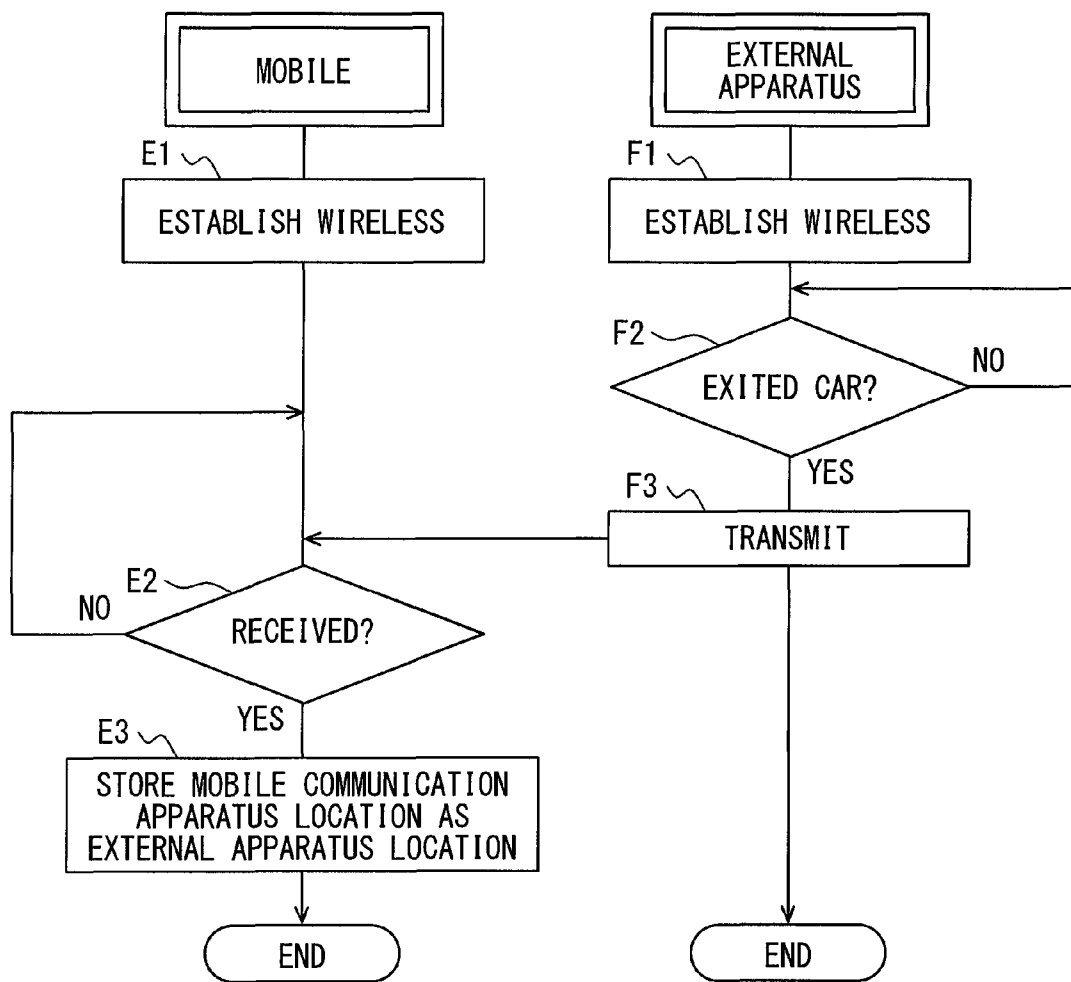 MOBILE
EXTERNAL
APPARATUS
E1
F1
ESTABLISH WIRELESS
ESTABLISH WIRELESS
F2
NO
EXITED CAR?
YES
F3
TRANSMIT
E2
NO
RECEIVED?
YES
E3
STORE MOBILE COMMUNICATION
APPARATUS LOCATION AS
EXTERNAL APPARATUS LOCATION
END
END